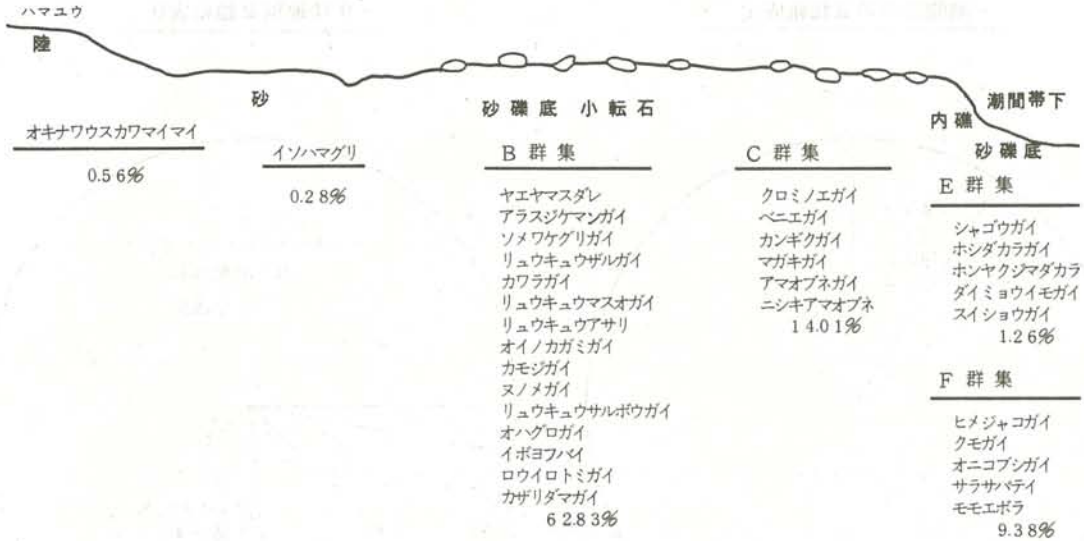 ハマユウ
陸
砂
砂礫底 小転石
内礁
潮間帯下
砂礫底
オキナワウスカワマイマイ
0.56%
イソハマグリ
0.28%
B 群集
ヤエヤマスダレ
アラスジケマンガイ
ソメワケグリガイ
リュウキュウザルガイ
カワラガイ
リュウキュウマスオガイ
リュウキュウアサリ
オイノカガミガイ
カモジガイ
ヌノメガイ
リュウキュウサルボウガイ
オハグロガイ
イボヨフバイ
ロウイロトミガイ
カザリダマガイ
62.83%
C 群集
クロミノエガイ
ベニエガイ
カンギクガイ
マガキガイ
アマオブネガイ
ニシキアマオブネ
14.01%
E 群集
シャゴウガイ
ホシダカラガイ
ホンヤクジマダカラ
ダイミョウイモガイ
スイショウガイ
1.26%
F 群集
ヒメジャコガイ
クモガイ
オニコブシガイ
サラサバテイ
モモエボラ
9.38%